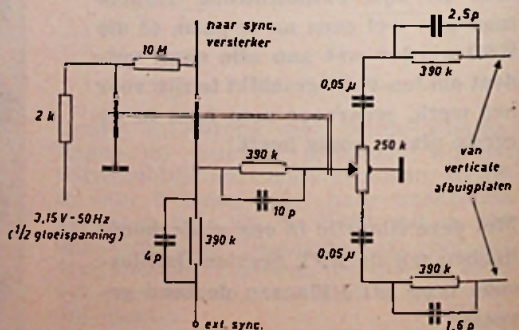 naar sync.
versterker
10 M
2 k
3,15 V - 50 Hz
(1/2 gloeispanning)
390 k
10 p
4 p
390 k
ext. sync.
2,5 p
390 k
0,05 µ
250 k
van
verticale
afbuigplaten
0,05 µ
390 k
1,6 p